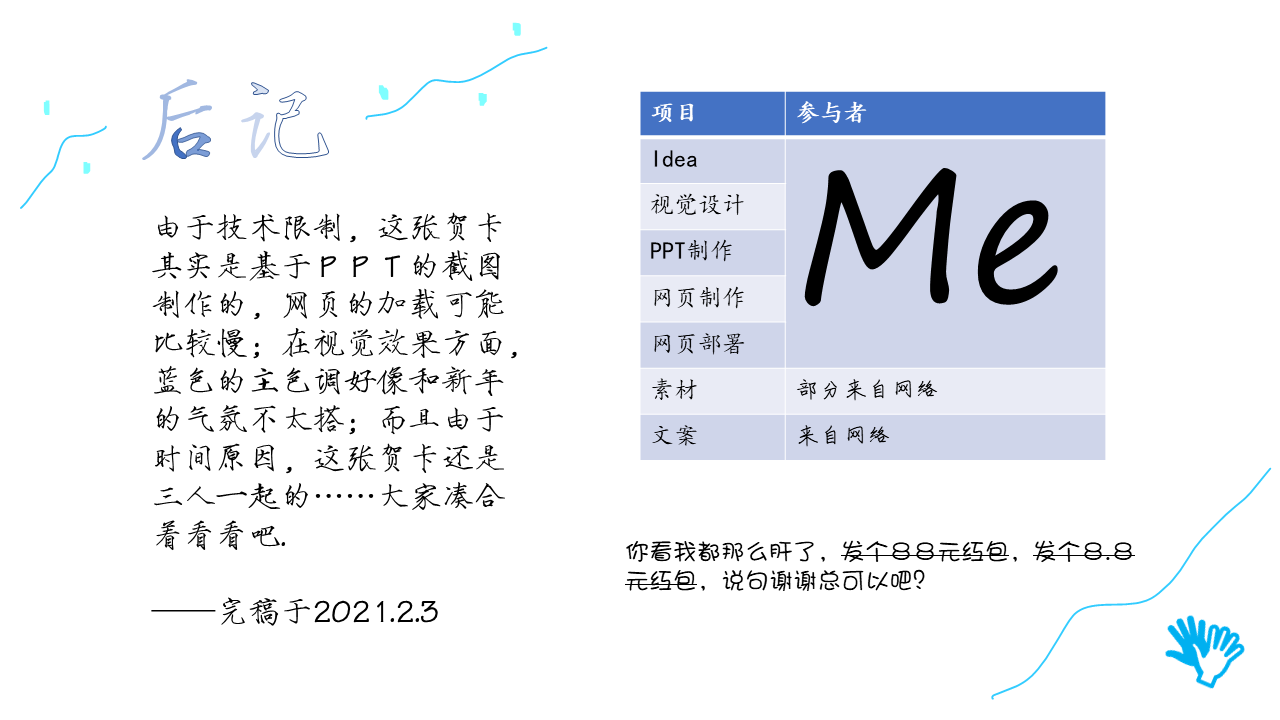 后记
由于技术限制，这张贺卡
其实是基于ＰＰＴ的截图
制作的，网页的加载可能
比较慢；在视觉效果方面，
蓝色的主色调好像和新年
的气氛不太搭；而且由于
时间原因，这张贺卡还是
三人一起的……大家凑合
着看看吧.
——完稿于2021.2.3
项目 参与者
Idea
视觉设计
PPT制作
网页制作
网页部署
Me
素材 部分来自网络
文案 来自网络
你看我都那么肝了，发个８８元红包，发个８.８
元红包，说句谢谢总可以吧？